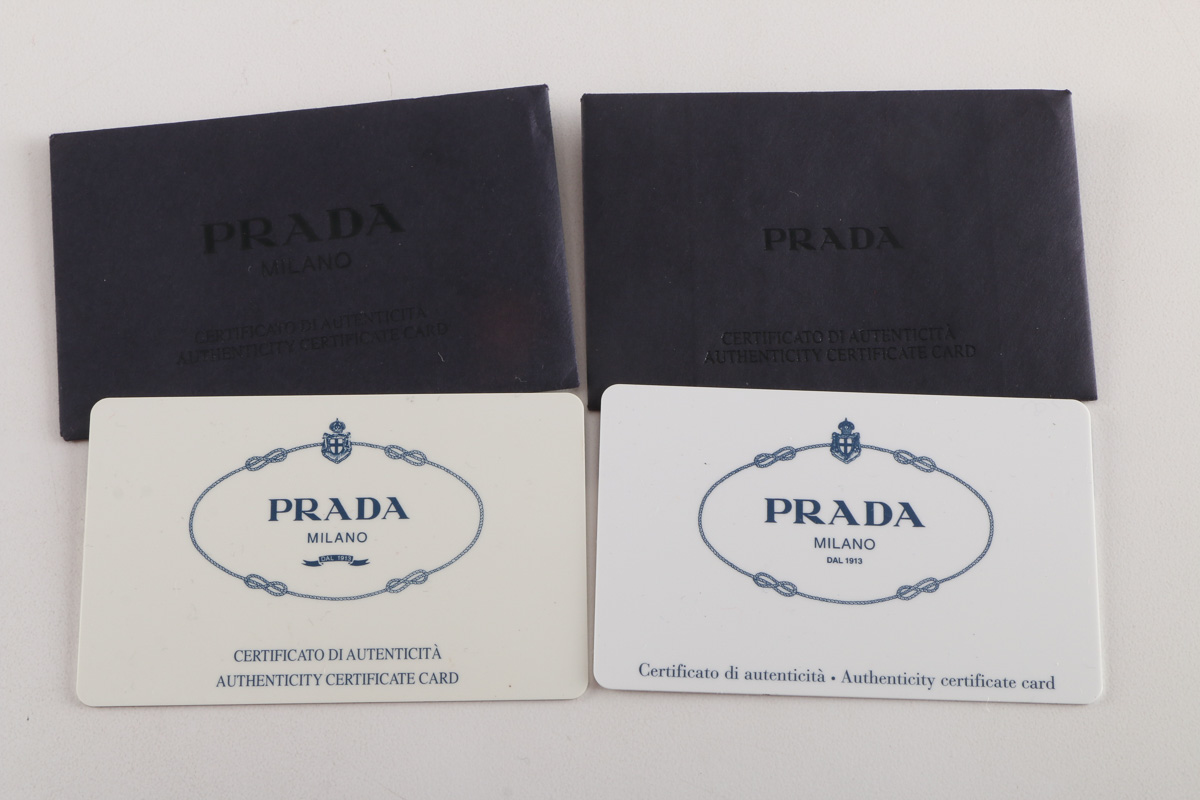 PRADA
MILANO
CERTIFICATO DI AUTENTICITÀ
AUTHENTICITY CERTIFICATE CARD
PRADA
CERTIFICATO DI AUTENTICITÀ
AUTHENTICITY CERTIFICATE CARD
PRADA
MILANO
DAL 1913
CERTIFICATO DI AUTENTICITÀ
AUTHENTICITY CERTIFICATE CARD
PRADA
MILANO
DAL 1913
Certificato di autenticità • Authenticity certificate card